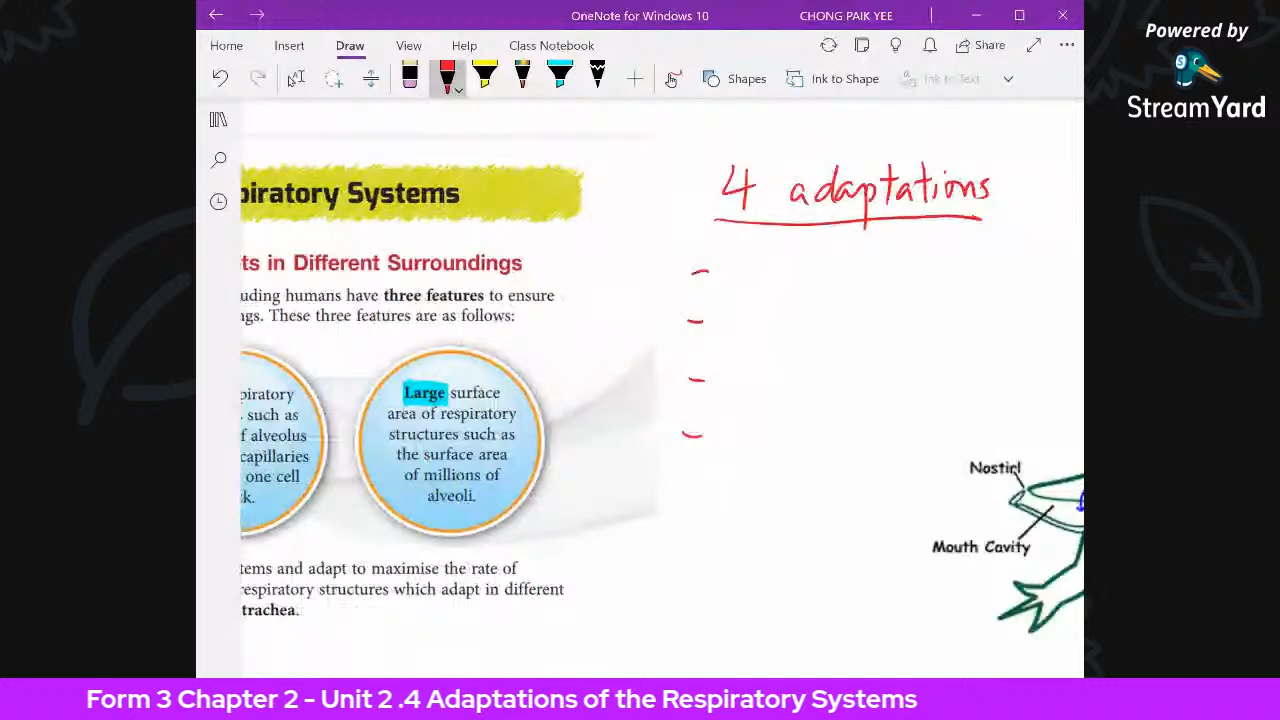 OneNote for Windows 10
CHONG PAIK YEE
Powered by
StreamYard
Home Insert Draw View Help Class Notebook
Share
Shapes Ink to Shape Ink to Text
piratory Systems
ts in Different Surroundings
uding humans have three features to ensure
ngs. These three features are as follows:
piratory
such as
f alveolus
capillaries
one cell
k.
Large surface
area of respiratory
structures such as
the surface area
of millions of
alveoli.
tems and adapt to maximise the rate of
respiratory structures which adapt in different
trachea.
4 adaptations
-
-
-
-
Nostirl
Mouth Cavity
Form 3 Chapter 2 - Unit 2 .4 Adaptations of the Respiratory Systems